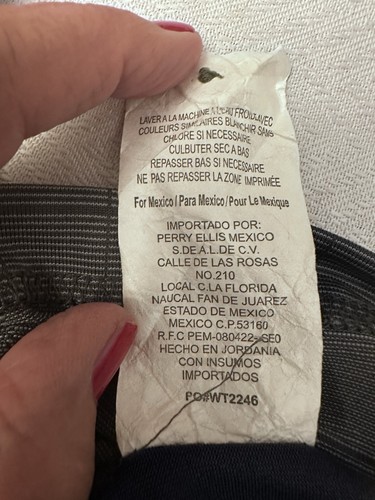 LAVER A LA MACHINE A L'EAU FROID AVEC
COULEURS SIMILAIRES BLANCHIR SANS
CHLORE SI NECESSAIRE
CULBUTER SEC A BAS
REPASSER BAS SI NECESSAIRE
NE PAS REPASSER LA ZONE IMPRIMÉE
For Mexico / Para Mexico / Pour Le Mexique
IMPORTADO POR:
PERRY ELLIS MEXICO
S.DE A.L.DE C.V.
CALLE DE LAS ROSAS
NO.210
LOCAL C.LA FLORIDA
NAUCAL FAN DE JUAREZ
ESTADO DE MEXICO
MEXICO C.P.53160
R.F.C PEM-080422-SE0
HECHO EN JORDANIA
CON INSUMOS
IMPORTADOS
PO#WT2246